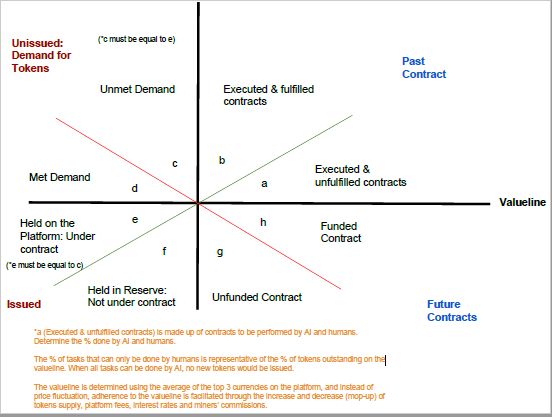 Unissued:
Demand for
Tokens
(*c must be equal to e)
Past
Contract
Unmet Demand
Executed & fulfilled
contracts
c
b
Met Demand
d
a
Executed &
unfulfilled contracts
Valueline
Held on the
Platform: Under
contract
(*e must be equal to c)
e
f
h
g
Funded
Contract
Held in Reserve:
Not under contract
Unfunded Contract
Issued
Future
Contracts
*a (Executed & unfulfilled contracts) is made up of contracts to be performed by AI and humans.
Determine the % done by AI and humans.
The % of tasks that can only be done by humans is representative of the % of tokens outstanding on the
valueline. When all tasks can be done by AI, no new tokens would be issued.
The valueline is determined using the average of the top 3 currencies on the platform, and instead of
price fluctuation, adherence to the valueline is facilitated through the increase and decrease (mop-up) of
tokens supply, platform fees, interest rates and miners' commissions.